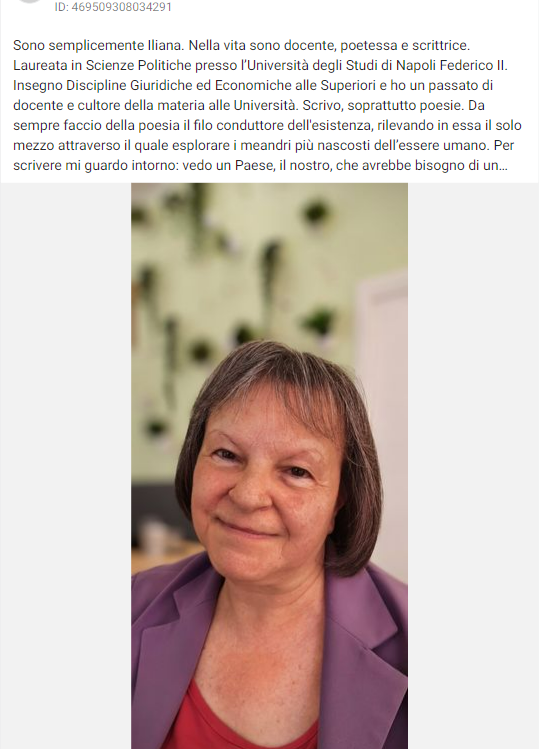 ID: 469509308034291
Sono semplicemente Iliana. Nella vita sono docente, poetessa e scrittrice.
Laureata in Scienze Politiche presso l’Università degli Studi di Napoli Federico II.
Insegno Discipline Giuridiche ed Economiche alle Superiori e ho un passato di
docente e cultore della materia alle Università. Scrivo, soprattutto poesie. Da
sempre faccio della poesia il filo conduttore dell'esistenza, rilevando in essa il solo
mezzo attraverso il quale esplorare i meandri più nascosti dell’essere umano. Per
scrivere mi guardo intorno: vedo un Paese, il nostro, che avrebbe bisogno di un...